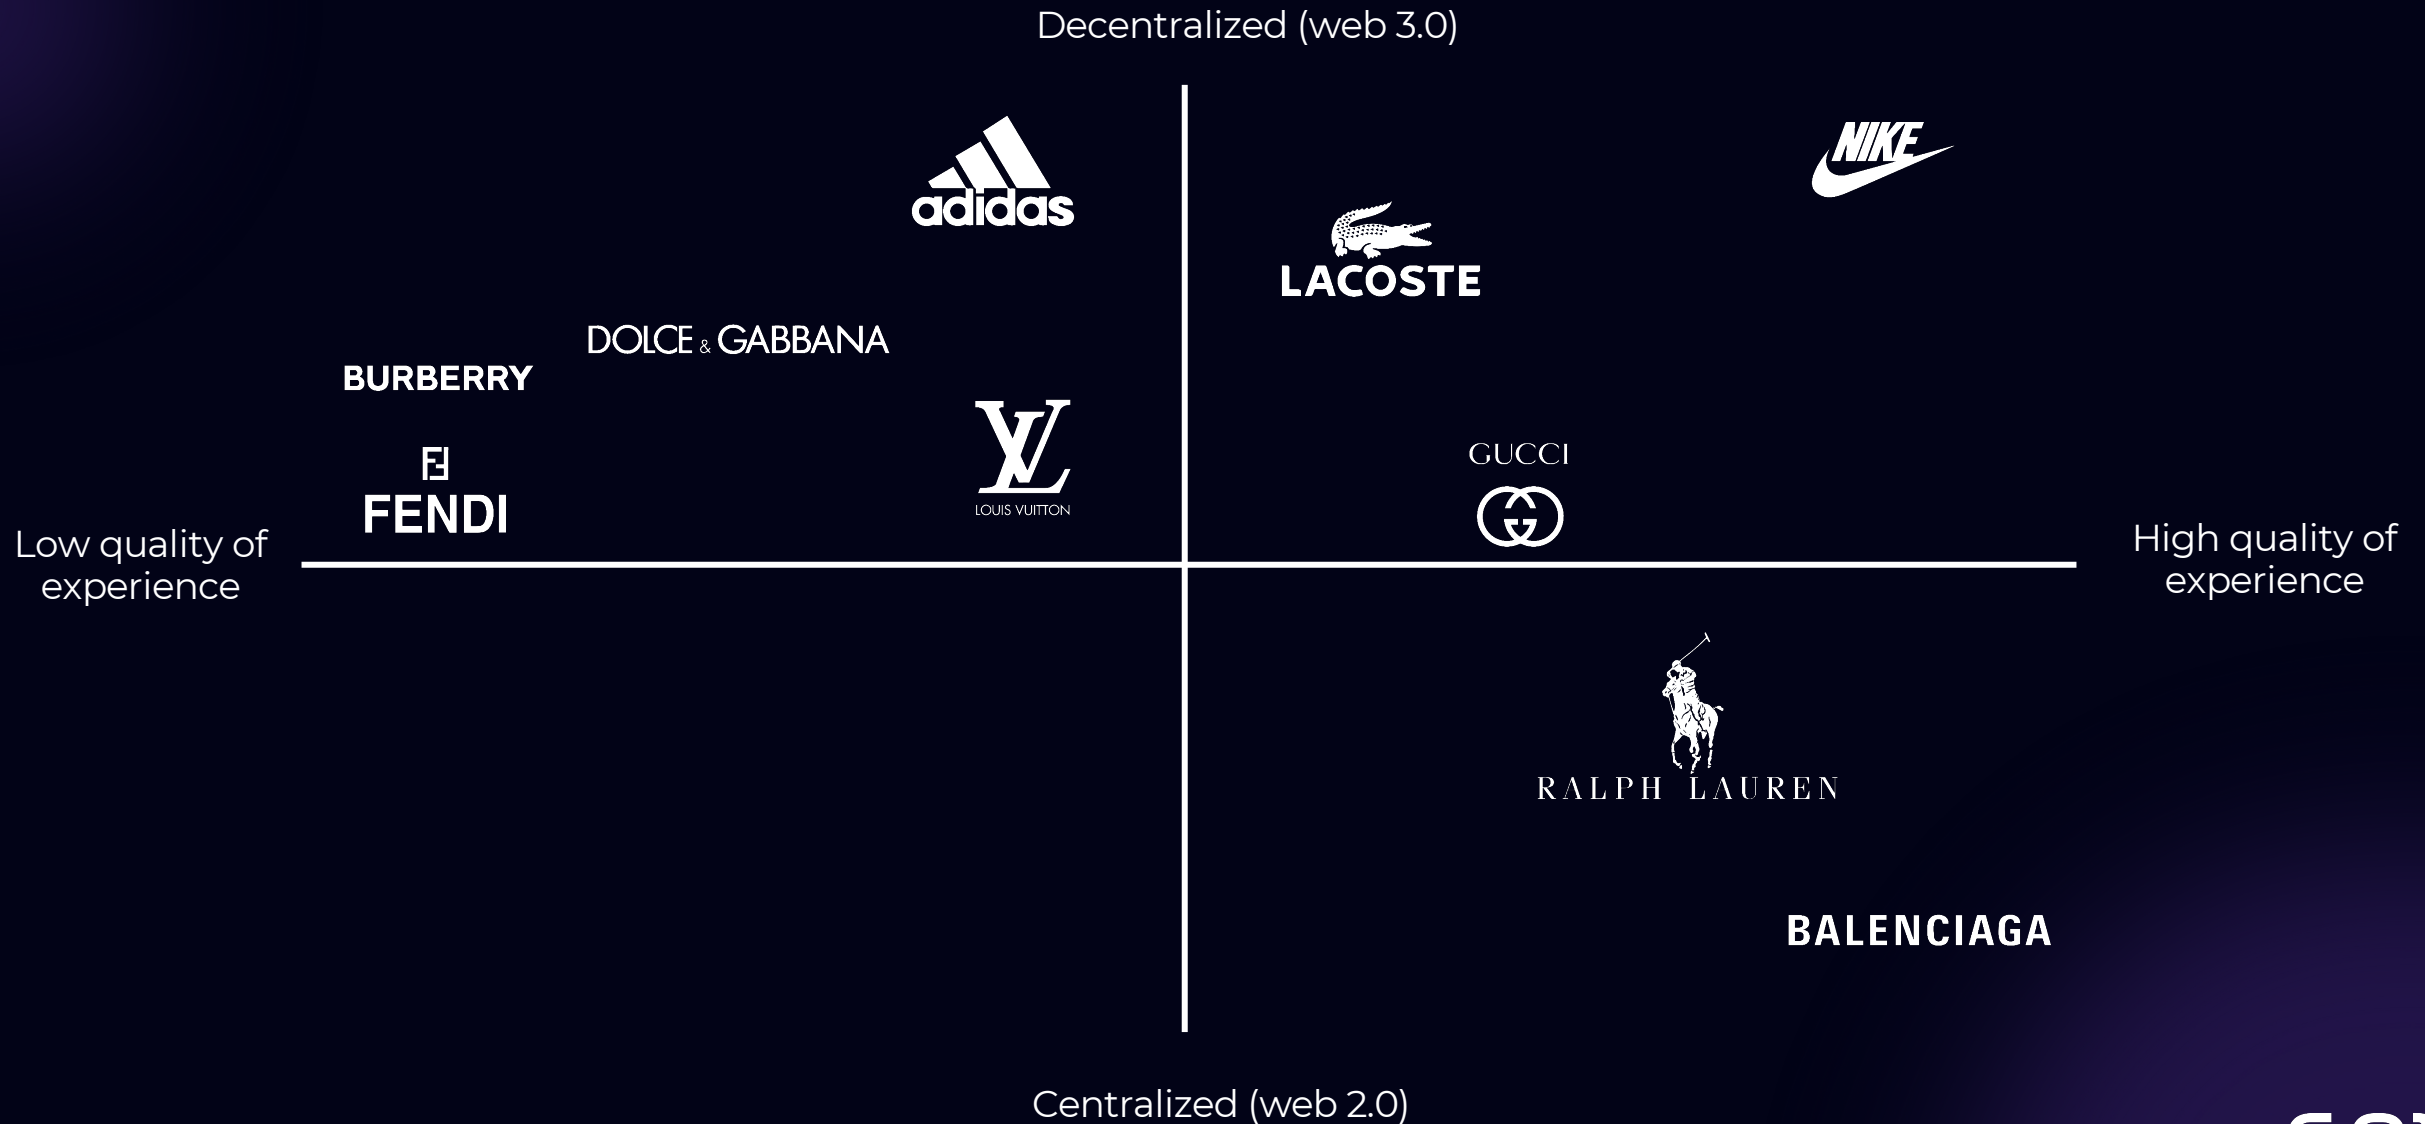 Decentralized (web 3.0)
NIKE
adidas
LACOSTE
DOLCE & GABBANA
BURBERRY
LV
LOUIS VUITTON
GUCCI
FENDI
Low quality of
experience
High quality of
experience
RALPH LAUREN
BALENCIAGA
Centralized (web 2.0)